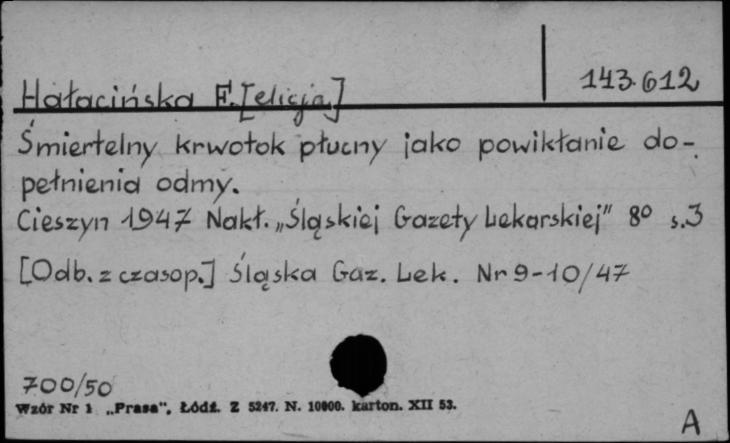 143.612
Hałacińska F.[elicja]
Śmiertelny krwotok płucny jako powikłanie do-
pełnienia odmy.
Cieszyn 1947 Nakł. „Śląskiej Gazety Lekarskiej" 8° s.3
[Odb. z czasop.] Śląska Gaz. Lek. Nr 9-10/47
700/50
Wzór Nr 1 „Prasa", Łódź. Z 5247. N. 10000. karton. XII 53.
A